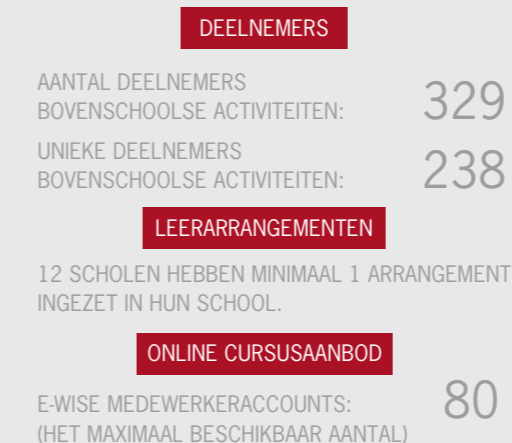 DEELNEMERS
AANTAL DEELNEMERS
BOVENSCHOOLSE ACTIVITEITEN: 329
UNIEKE DEELNEMERS
BOVENSCHOOLSE ACTIVITEITEN: 238
LEERARRANGEMENTEN
12 SCHOLEN HEBBEN MINIMAAL 1 ARRANGEMENT
INGEZET IN HUN SCHOOL.
ONLINE CURSUSAANBOD
E-WISE MEDEWERKERACCOUNTS: 80
(HET MAXIMAAL BESCHIKBAAR AANTAL)